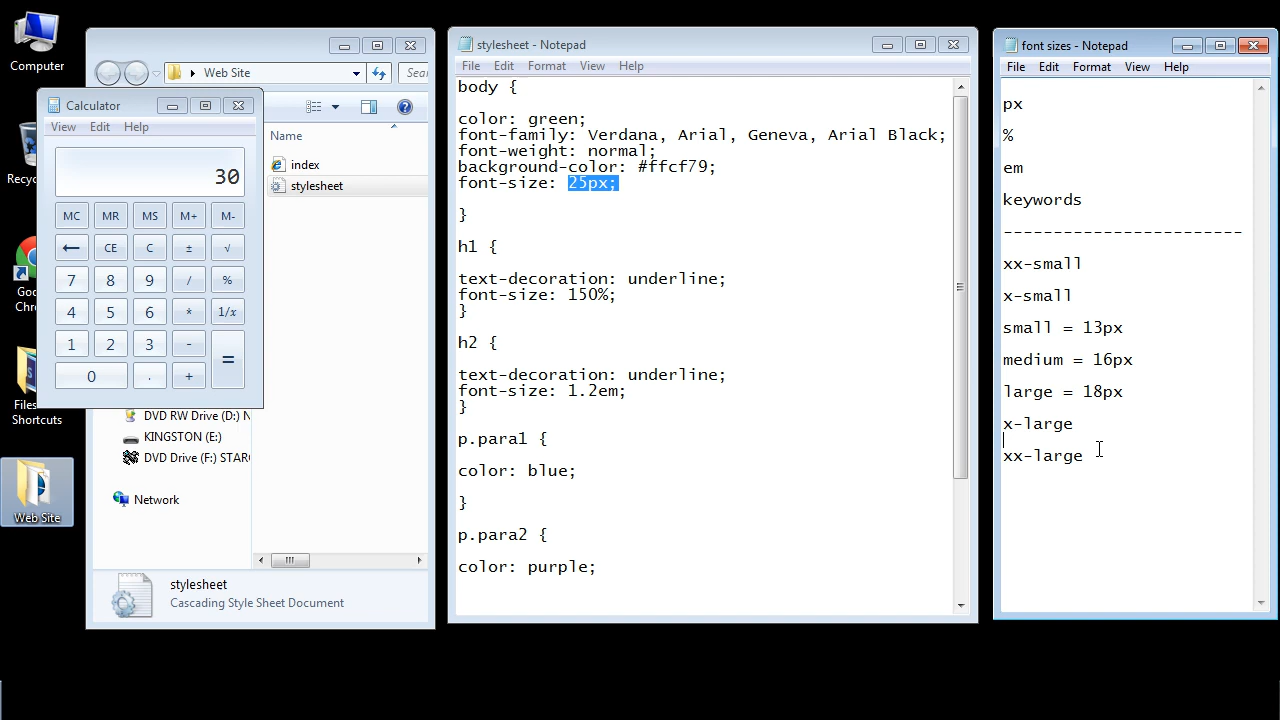 Computer
Recyc
Goo
Chro
Files
Shortcuts
Web Site
Web Site
Sea
Name
index
stylesheet
DVD RW Drive (D:) N
KINGSTON (E:)
DVD Drive (F:) STAR
Network
stylesheet
Cascading Style Sheet Document
Calculator
View Edit Help
30
MC MR MS M+ M-
← CE C ± √
7 8 9 / %
4 5 6 * 1/x
1 2 3 - =
0 . +
stylesheet - Notepad
File Edit Format View Help
body {
color: green;
font-family: Verdana, Arial, Geneva, Arial Black;
font-weight: normal;
background-color: #ffcf79;
font-size: 25px;
}
h1 {
text-decoration: underline;
font-size: 150%;
}
h2 {
text-decoration: underline;
font-size: 1.2em;
}
p.para1 {
color: blue;
}
p.para2 {
color: purple;
font sizes - Notepad
File Edit Format View Help
px
%
em
keywords
------------------------
xx-small
x-small
small = 13px
medium = 16px
large = 18px
x-large
xx-large